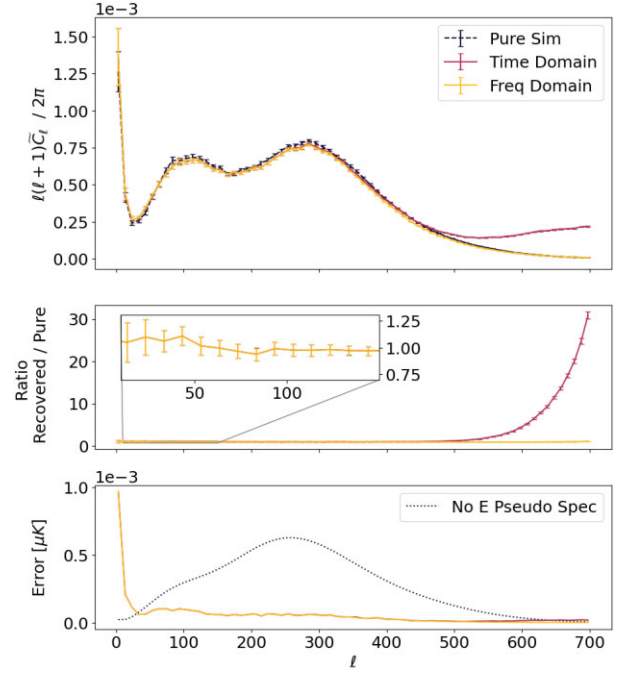 1e−3
1.50
1.25
1.00
0.75
0.50
0.25
0.00
ℓ(ℓ+1)C̃ℓ / 2π
Pure Sim
Time Domain
Freq Domain
30
20
10
0
Ratio
Recovered / Pure
50
100
1.25
1.00
0.75
1e−3
1.0
0.5
0.0
Error [μK]
No E Pseudo Spec
0 100 200 300 400 500 600 700
ℓ